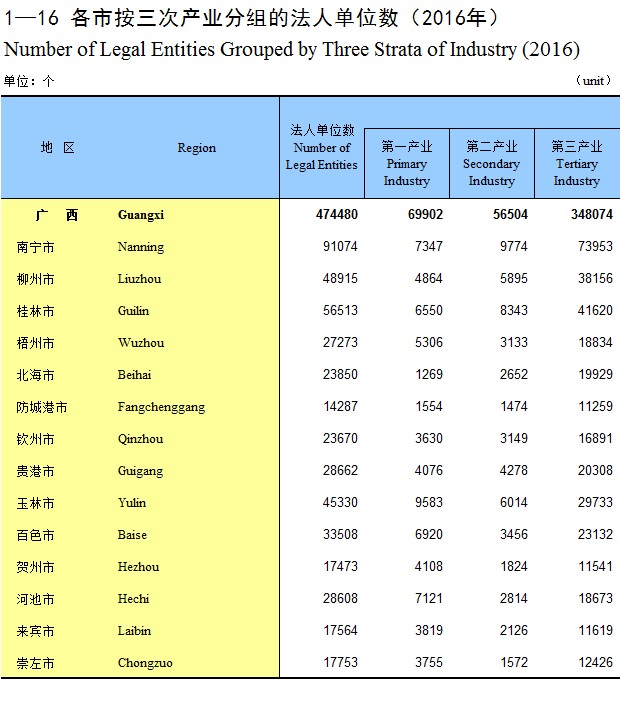 1—16 各市按三次产业分组的法人单位数（2016年）
Number of Legal Entities Grouped by Three Strata of Industry (2016)
单位：个 （unit）
地 区 Region 法人单位数 Number of Legal Entities 第一产业 Primary Industry 第二产业 Secondary Industry 第三产业 Tertiary Industry
广 西 Guangxi 474480 69902 56504 348074
南宁市 Nanning 91074 7347 9774 73953
柳州市 Liuzhou 48915 4864 5895 38156
桂林市 Guilin 56513 6550 8343 41620
梧州市 Wuzhou 27273 5306 3133 18834
北海市 Beihai 23850 1269 2652 19929
防城港市 Fangchenggang 14287 1554 1474 11259
钦州市 Qinzhou 23670 3630 3149 16891
贵港市 Guigang 28662 4076 4278 20308
玉林市 Yulin 45330 9583 6014 29733
百色市 Baise 33508 6920 3456 23132
贺州市 Hezhou 17473 4108 1824 11541
河池市 Hechi 28608 7121 2814 18673
来宾市 Laibin 17564 3819 2126 11619
崇左市 Chongzuo 17753 3755 1572 12426